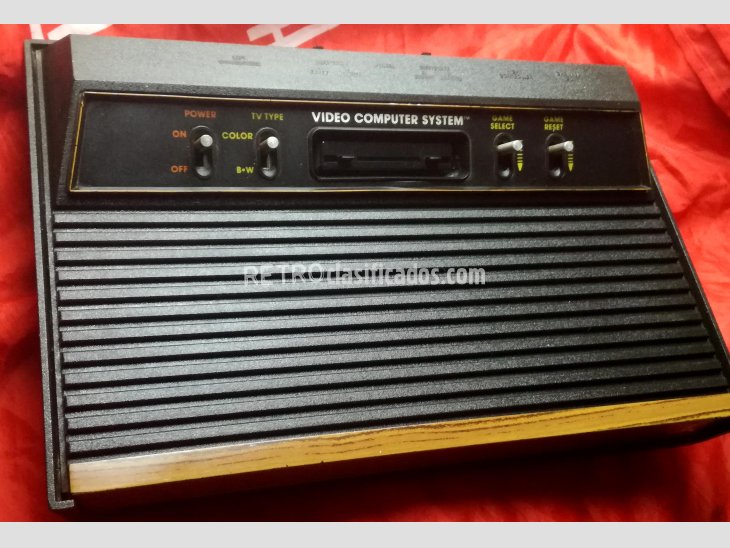 POWER
TV TYPE
VIDEO COMPUTER SYSTEM™
GAME
SELECT
GAME
RESET
ON
COLOR
OFF
B•W
RETROclasificados.com